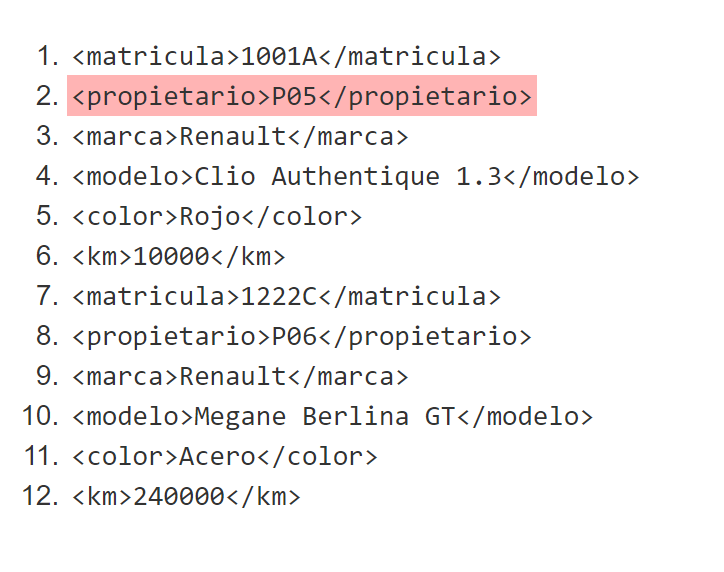 1. <matricula>1001A</matricula>
2. <propietario>P05</propietario>
3. <marca>Renault</marca>
4. <modelo>Clio Authentique 1.3</modelo>
5. <color>Rojo</color>
6. <km>10000</km>
7. <matricula>1222C</matricula>
8. <propietario>P06</propietario>
9. <marca>Renault</marca>
10. <modelo>Megane Berlina GT</modelo>
11. <color>Acero</color>
12. <km>240000</km>